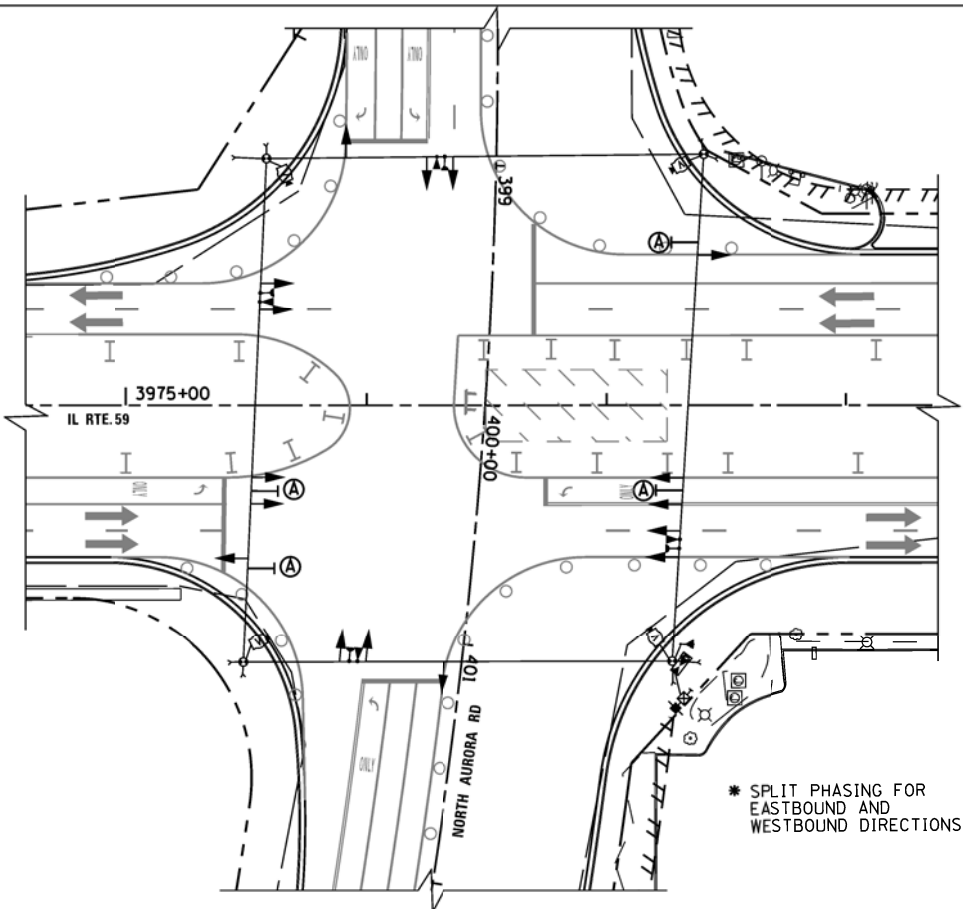 ONLY
ONLY
399
A
3975+00
IL RTE. 59
400+00
ONLY
A
A
ONLY
A
401
ONLY
NORTH AURORA RD
* SPLIT PHASING FOR
EASTBOUND AND
WESTBOUND DIRECTIONS